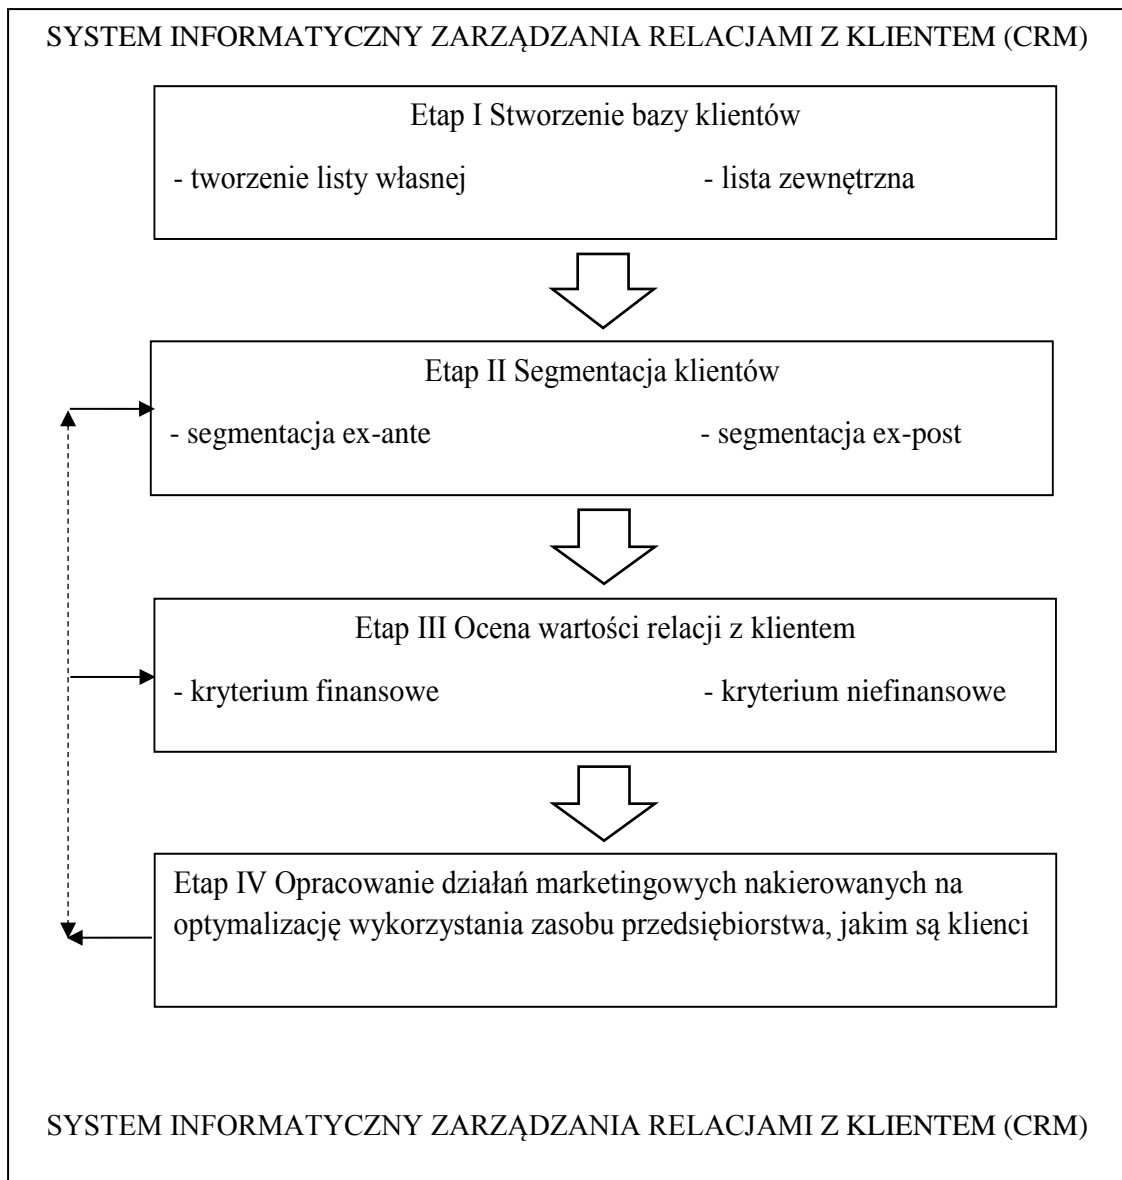 SYSTEM INFORMATYCZNY ZARZĄDZANIA RELACJAMI Z KLIENTEM (CRM)
Etap I Stworzenie bazy klientów
- tworzenie listy własnej - lista zewnętrzna
Etap II Segmentacja klientów
- segmentacja ex-ante - segmentacja ex-post
Etap III Ocena wartości relacji z klientem
- kryterium finansowe - kryterium niefinansowe
Etap IV Opracowanie działań marketingowych nakierowanych na
optymalizację wykorzystania zasobu przedsiębiorstwa, jakim są klienci
SYSTEM INFORMATYCZNY ZARZĄDZANIA RELACJAMI Z KLIENTEM (CRM)